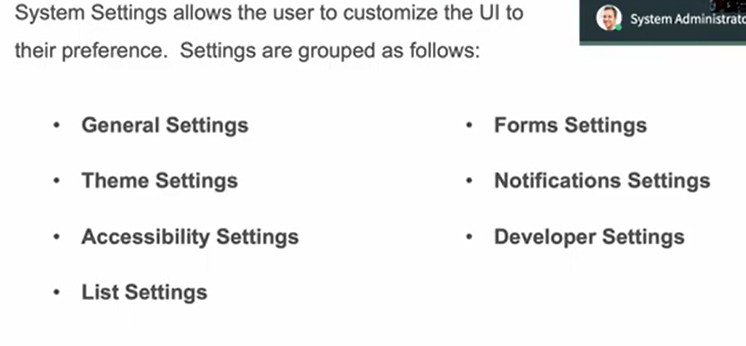 System Settings allows the user to customize the UI to
their preference.  Settings are grouped as follows:
System Administrato
• General Settings
• Theme Settings
• Accessibility Settings
• List Settings
• Forms Settings
• Notifications Settings
• Developer Settings